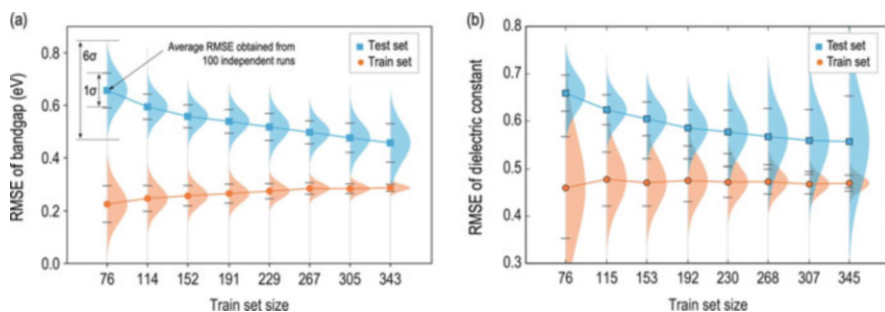 (a)
0.8
0.6
0.4
0.2
0.0
RMSE of bandgap (eV)
6σ
1σ
Average RMSE obtained from
100 independent runs
Test set
Train set
76 114 152 191 229 267 305 343
Train set size
(b)
0.8
0.7
0.6
0.5
0.4
0.3
RMSE of dielectric constant
Test set
Train set
76 115 153 192 230 268 307 345
Train set size